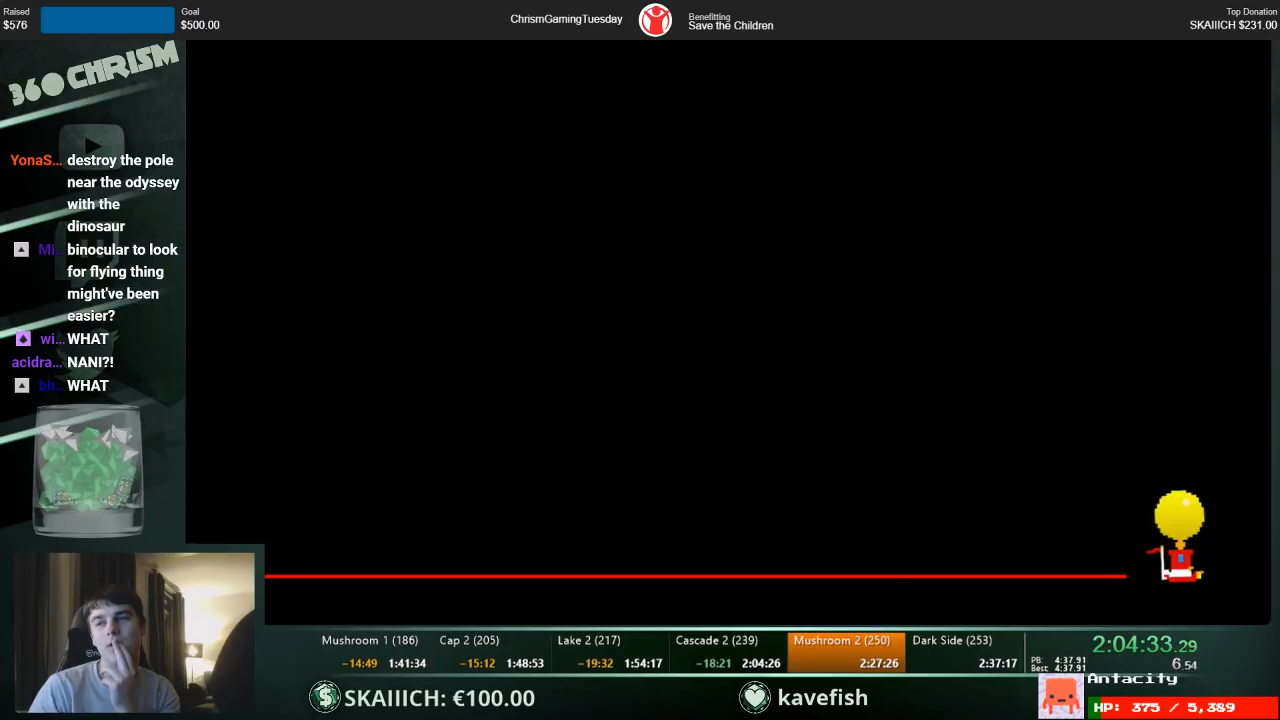 Raised
$576
Goal
$500.00
ChrismGamingTuesday
Benefitting
Save the Children
Top Donation
SKAIIICH $231.00
360 CHRISM
YonaS... destroy the pole
near the odyssey
with the
dinosaur
Mi... binocular to look
for flying thing
might've been
easier?
wi... WHAT
acidra... NANI?!
bh... WHAT
Mushroom 1 (186)
−14:49 1:41:34
Cap 2 (205)
−15:12 1:48:53
Lake 2 (217)
−19:32 1:54:17
Cascade 2 (239)
−18:21 2:04:26
Mushroom 2 (250)
2:27:26
Dark Side (253)
2:37:17
2:04:33.29
PB: 4:37.91
Best: 4:37.91
6.54
SKAIIICH: €100.00
kavefish
Antacity
HP: 375 / 5,389